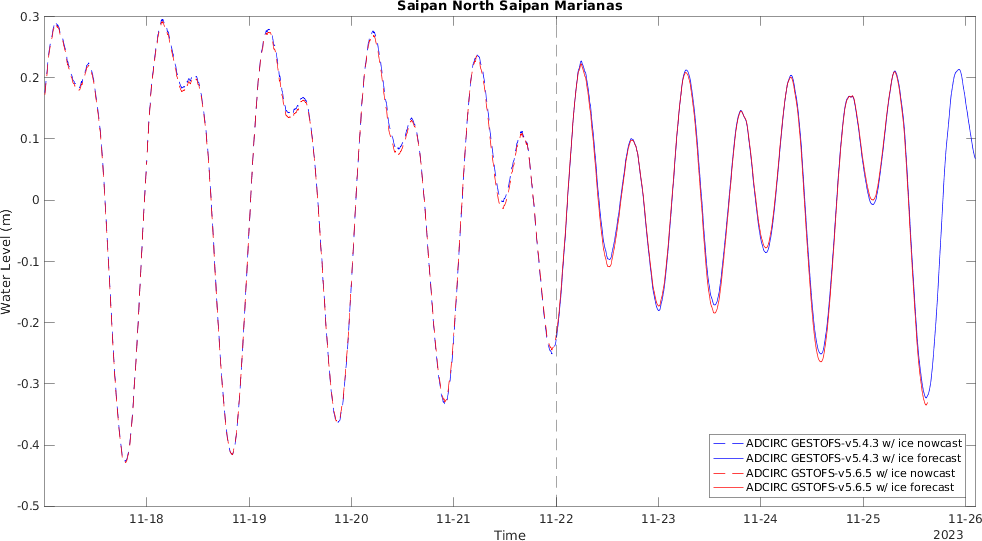 Saipan North Saipan Marianas
0.3
0.2
0.1
0
-0.1
-0.2
-0.3
-0.4
-0.5
Water Level (m)
11-18
11-19
11-20
11-21
11-22
11-23
11-24
11-25
11-26
Time
2023
ADCIRC GESTOFS-v5.4.3 w/ ice nowcast
ADCIRC GESTOFS-v5.4.3 w/ ice forecast
ADCIRC GSTOFS-v5.6.5 w/ ice nowcast
ADCIRC GSTOFS-v5.6.5 w/ ice forecast